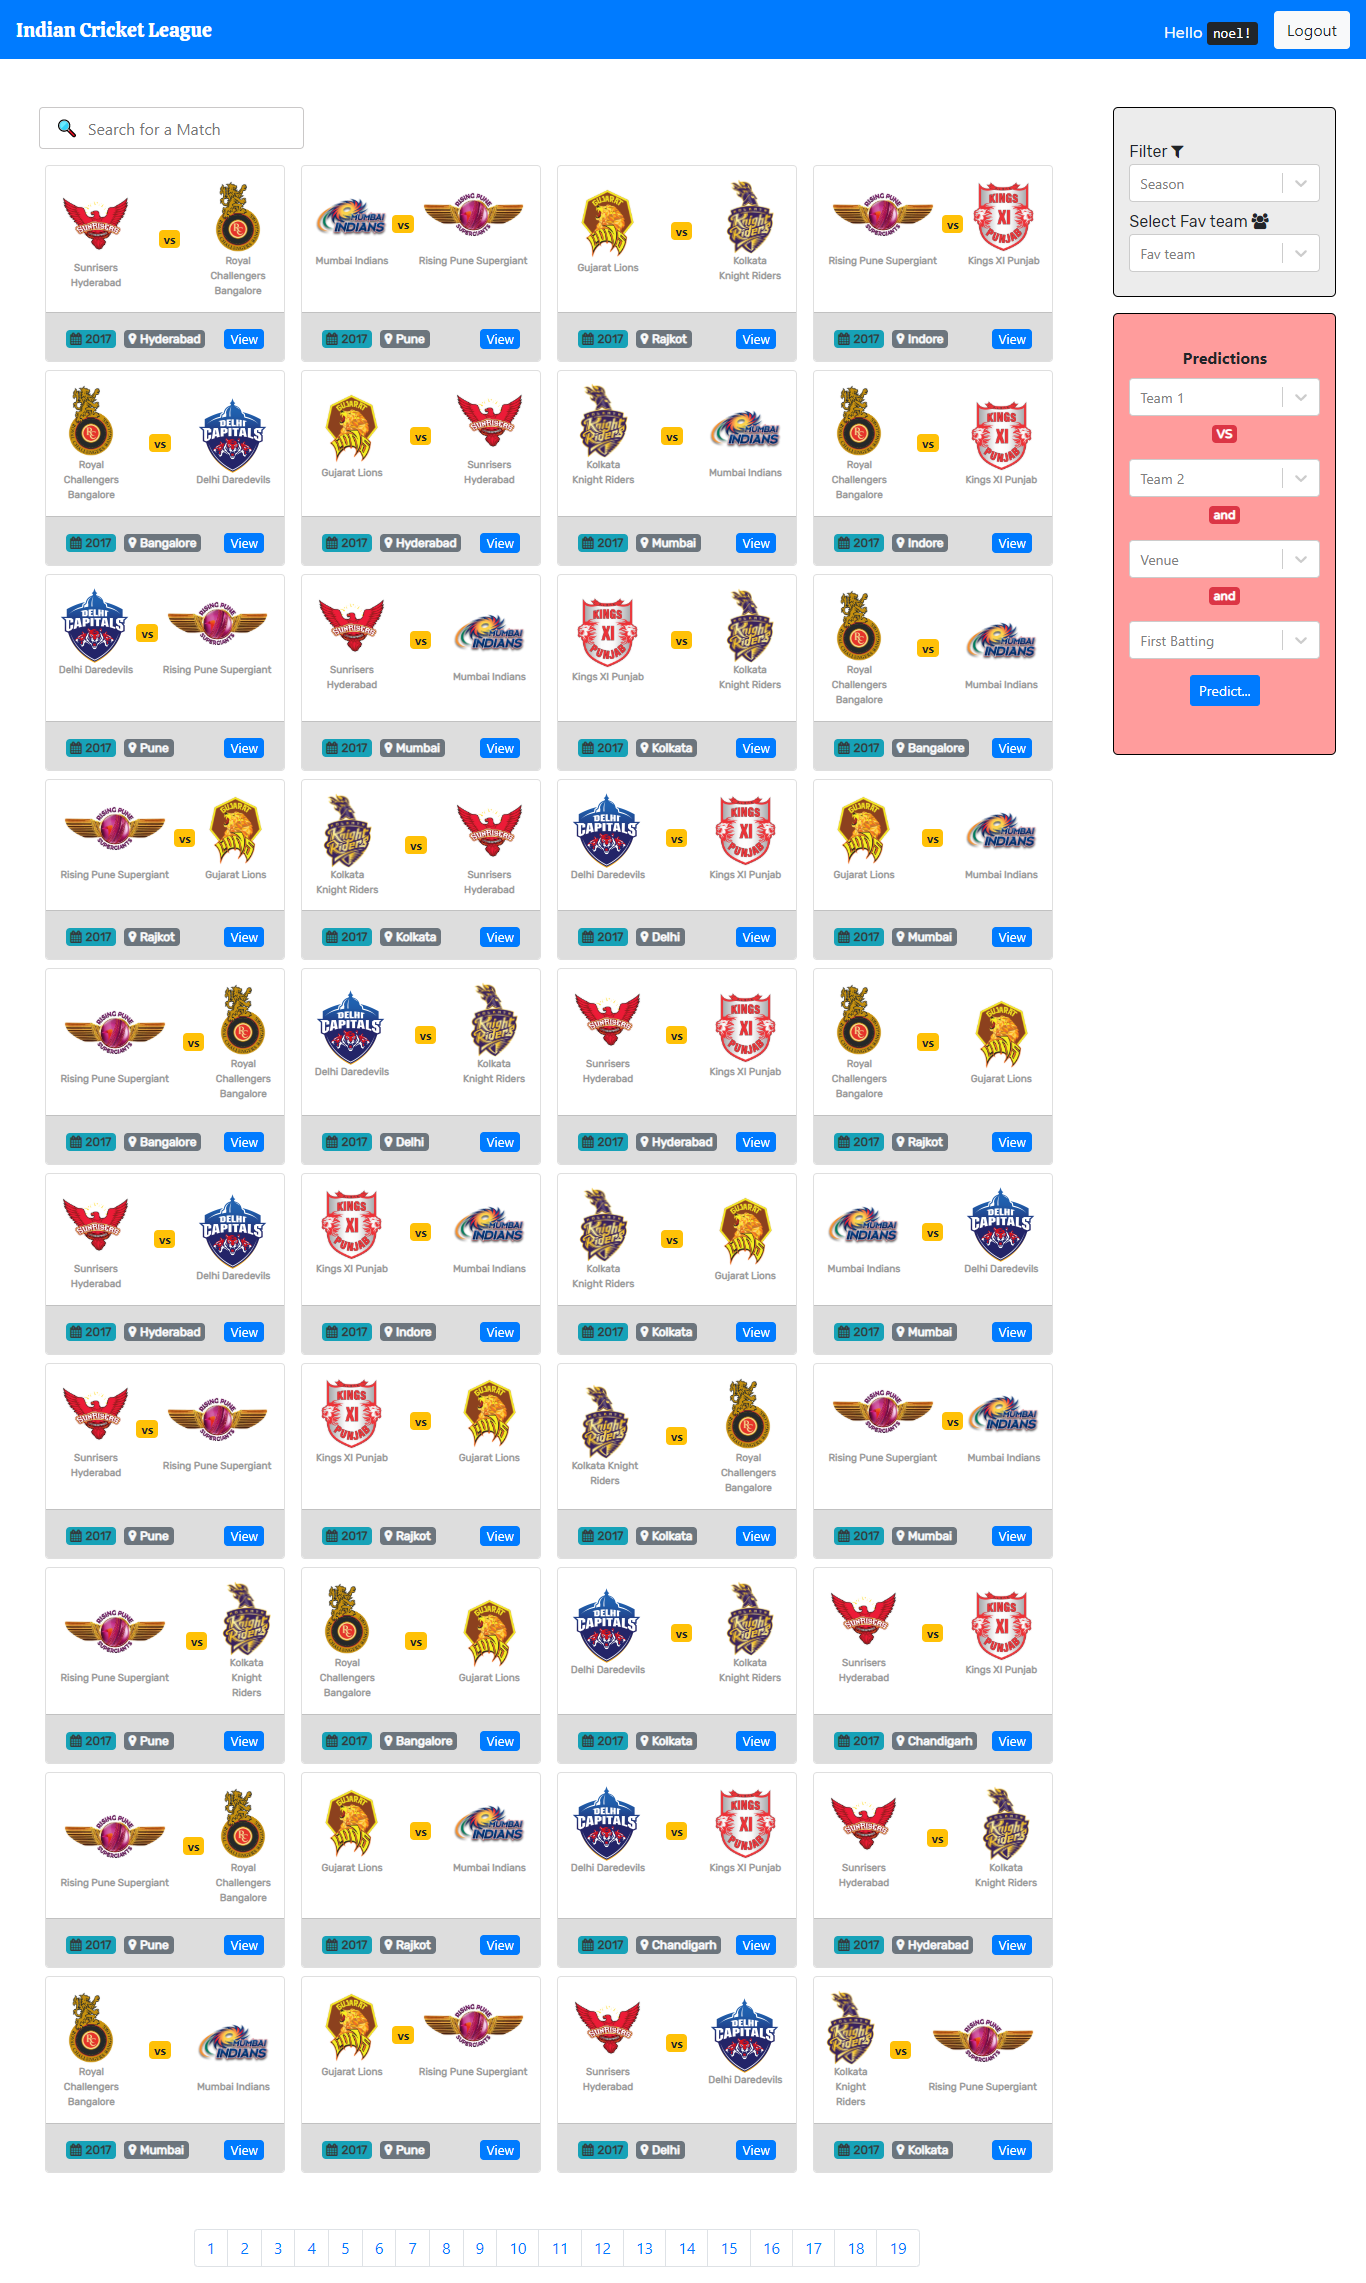 Indian Cricket League
Hello noel! Logout
Search for a Match
Sunrisers Hyderabad vs Royal Challengers Bangalore
2017 Hyderabad View
Mumbai Indians vs Rising Pune Supergiant
2017 Pune View
Gujarat Lions vs Kolkata Knight Riders
2017 Rajkot View
Rising Pune Supergiant vs Kings XI Punjab
2017 Indore View
Royal Challengers Bangalore vs Delhi Daredevils
2017 Bangalore View
Gujarat Lions vs Sunrisers Hyderabad
2017 Hyderabad View
Kolkata Knight Riders vs Mumbai Indians
2017 Mumbai View
Royal Challengers Bangalore vs Kings XI Punjab
2017 Indore View
Delhi Daredevils vs Rising Pune Supergiant
2017 Pune View
Sunrisers Hyderabad vs Mumbai Indians
2017 Mumbai View
Kings XI Punjab vs Kolkata Knight Riders
2017 Kolkata View
Royal Challengers Bangalore vs Mumbai Indians
2017 Bangalore View
Rising Pune Supergiant vs Gujarat Lions
2017 Rajkot View
Kolkata Knight Riders vs Sunrisers Hyderabad
2017 Kolkata View
Delhi Daredevils vs Kings XI Punjab
2017 Delhi View
Gujarat Lions vs Mumbai Indians
2017 Mumbai View
Rising Pune Supergiant vs Royal Challengers Bangalore
2017 Bangalore View
Delhi Daredevils vs Kolkata Knight Riders
2017 Delhi View
Sunrisers Hyderabad vs Kings XI Punjab
2017 Hyderabad View
Royal Challengers Bangalore vs Gujarat Lions
2017 Rajkot View
Sunrisers Hyderabad vs Delhi Daredevils
2017 Hyderabad View
Kings XI Punjab vs Mumbai Indians
2017 Indore View
Kolkata Knight Riders vs Gujarat Lions
2017 Kolkata View
Mumbai Indians vs Delhi Daredevils
2017 Mumbai View
Sunrisers Hyderabad vs Rising Pune Supergiant
2017 Pune View
Kings XI Punjab vs Gujarat Lions
2017 Rajkot View
Kolkata Knight Riders vs Royal Challengers Bangalore
2017 Kolkata View
Rising Pune Supergiant vs Mumbai Indians
2017 Mumbai View
Rising Pune Supergiant vs Kolkata Knight Riders
2017 Pune View
Royal Challengers Bangalore vs Gujarat Lions
2017 Bangalore View
Delhi Daredevils vs Kolkata Knight Riders
2017 Kolkata View
Sunrisers Hyderabad vs Kings XI Punjab
2017 Chandigarh View
Rising Pune Supergiant vs Royal Challengers Bangalore
2017 Pune View
Gujarat Lions vs Mumbai Indians
2017 Rajkot View
Delhi Daredevils vs Kings XI Punjab
2017 Chandigarh View
Sunrisers Hyderabad vs Kolkata Knight Riders
2017 Hyderabad View
Royal Challengers Bangalore vs Mumbai Indians
2017 Mumbai View
Gujarat Lions vs Rising Pune Supergiant
2017 Pune View
Sunrisers Hyderabad vs Delhi Daredevils
2017 Delhi View
Kolkata Knight Riders vs Rising Pune Supergiant
2017 Kolkata View
1 2 3 4 5 6 7 8 9 10 11 12 13 14 15 16 17 18 19
Filter
Season
Select Fav team
Fav team
Predictions
Team 1
VS
Team 2
and
Venue
and
First Batting
Predict...